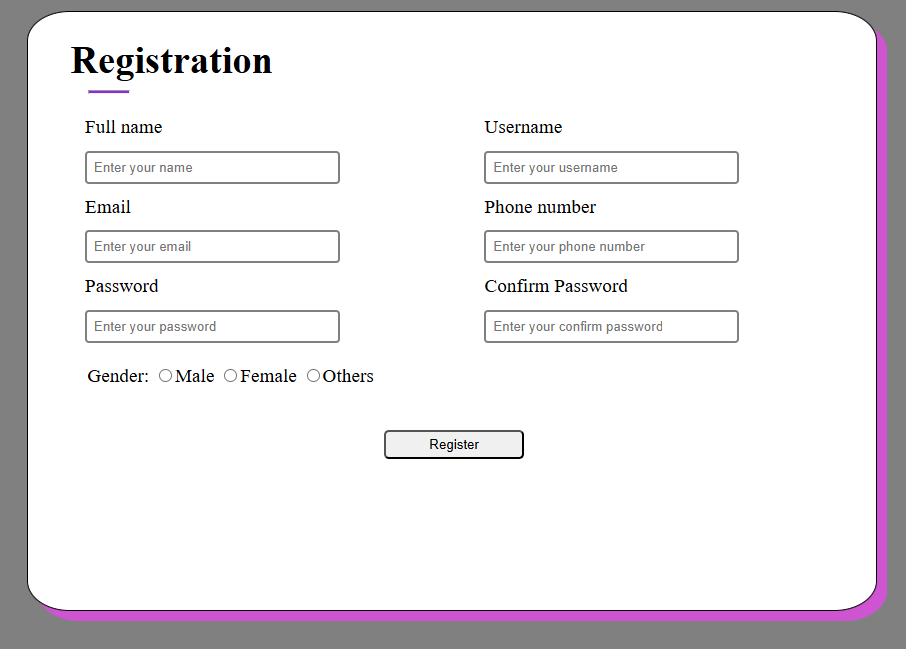 Registration
Full name Username
Enter your name Enter your username
Email Phone number
Enter your email Enter your phone number
Password Confirm Password
Enter your password Enter your confirm password
Gender: Male Female Others
Register